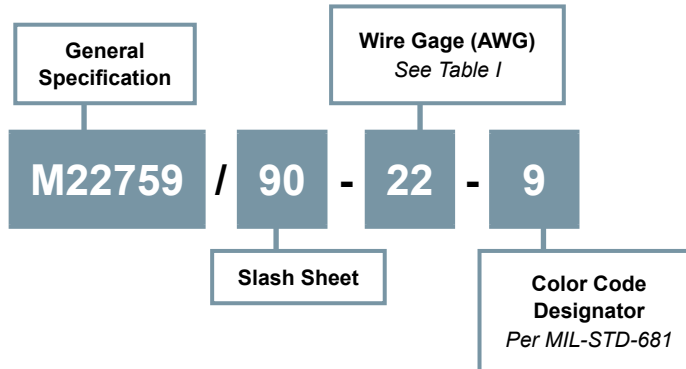 General
Specification
Wire Gage (AWG)
See Table I
M22759 / 90 - 22 - 9
Slash Sheet
Color Code
Designator
Per MIL-STD-681